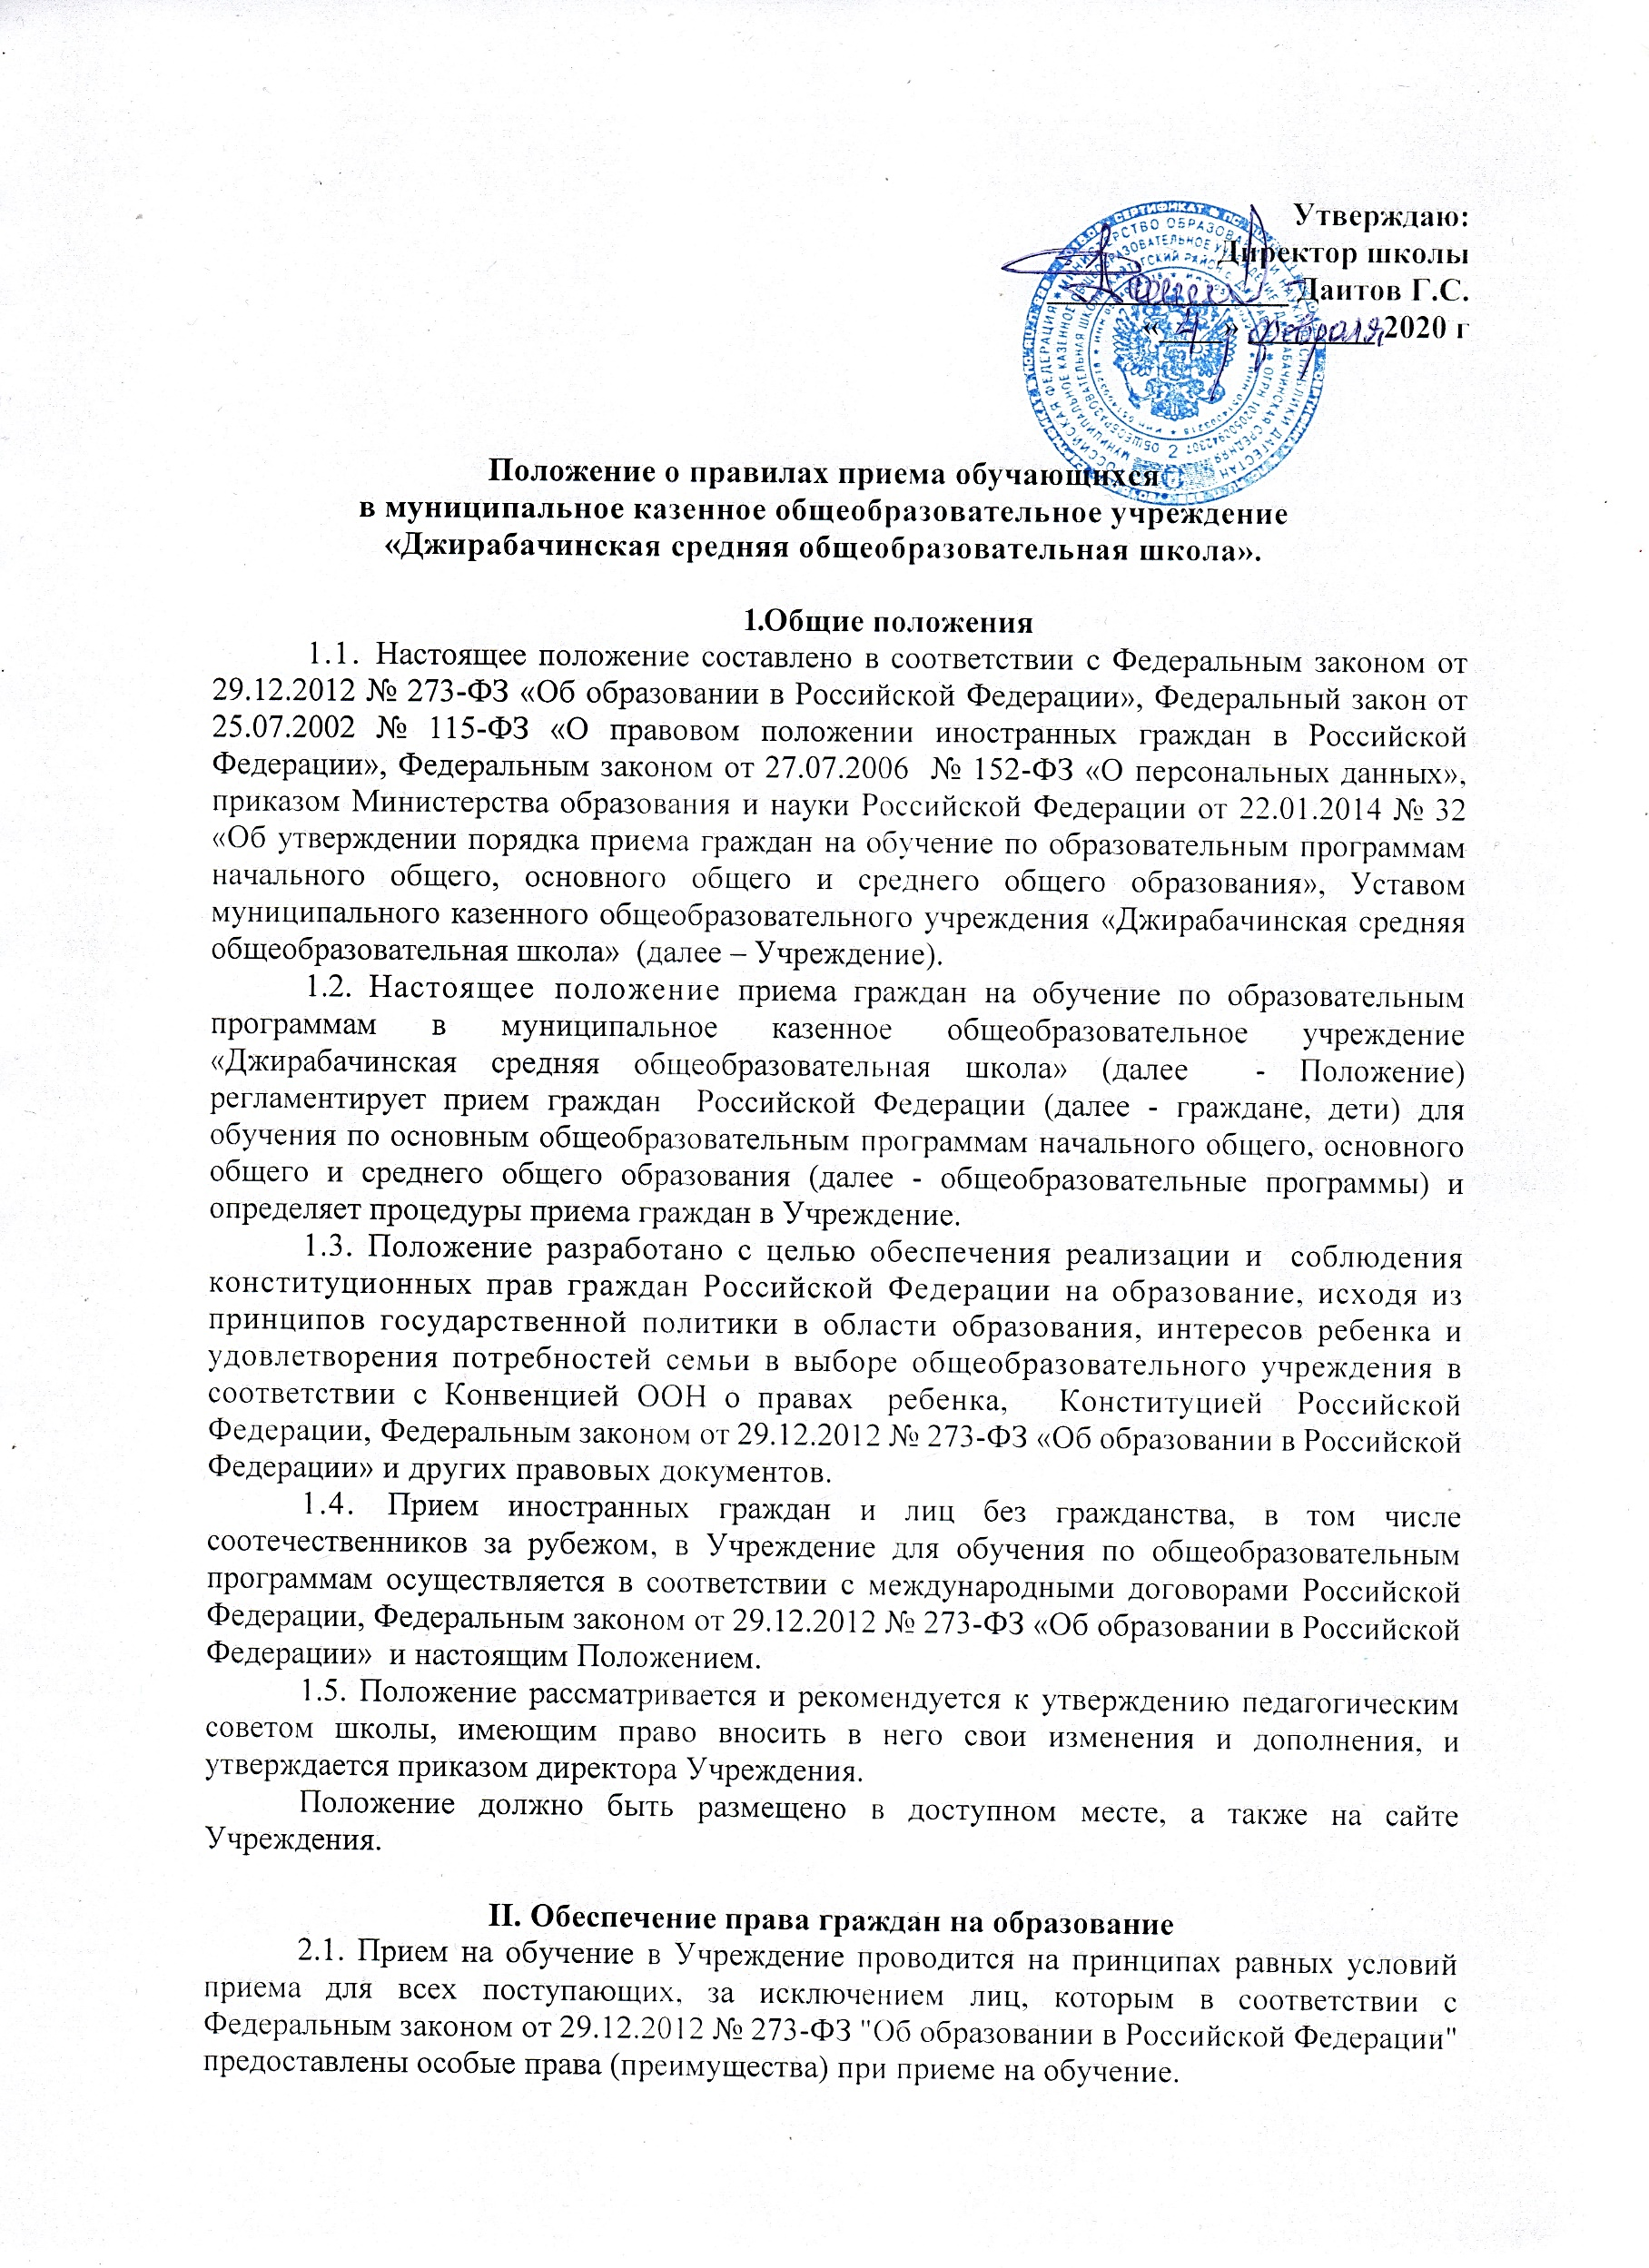 Утверждаю:
Директор школы
Даитов Г.С.
« 4 » февраля 2020 г
Положение о правилах приема обучающихся
в муниципальное казенное общеобразовательное учреждение
«Джирабачинская средняя общеобразовательная школа».
1.Общие положения
1.1. Настоящее положение составлено в соответствии с Федеральным законом от
29.12.2012 № 273-ФЗ «Об образовании в Российской Федерации», Федеральный закон от
25.07.2002 № 115-ФЗ «О правовом положении иностранных граждан в Российской
Федерации», Федеральным законом от 27.07.2006 № 152-ФЗ «О персональных данных»,
приказом Министерства образования и науки Российской Федерации от 22.01.2014 № 32
«Об утверждении порядка приема граждан на обучение по образовательным программам
начального общего, основного общего и среднего общего образования», Уставом
муниципального казенного общеобразовательного учреждения «Джирабачинская средняя
общеобразовательная школа» (далее – Учреждение).
1.2. Настоящее положение приема граждан на обучение по образовательным
программам в муниципальное казенное общеобразовательное учреждение
«Джирабачинская средняя общеобразовательная школа» (далее - Положение)
регламентирует прием граждан Российской Федерации (далее - граждане, дети) для
обучения по основным общеобразовательным программам начального общего, основного
общего и среднего общего образования (далее - общеобразовательные программы) и
определяет процедуры приема граждан в Учреждение.
1.3. Положение разработано с целью обеспечения реализации и соблюдения
конституционных прав граждан Российской Федерации на образование, исходя из
принципов государственной политики в области образования, интересов ребенка и
удовлетворения потребностей семьи в выборе общеобразовательного учреждения в
соответствии с Конвенцией ООН о правах ребенка, Конституцией Российской
Федерации, Федеральным законом от 29.12.2012 № 273-ФЗ «Об образовании в Российской
Федерации» и других правовых документов.
1.4. Прием иностранных граждан и лиц без гражданства, в том числе
соотечественников за рубежом, в Учреждение для обучения по общеобразовательным
программам осуществляется в соответствии с международными договорами Российской
Федерации, Федеральным законом от 29.12.2012 № 273-ФЗ «Об образовании в Российской
Федерации» и настоящим Положением.
1.5. Положение рассматривается и рекомендуется к утверждению педагогическим
советом школы, имеющим право вносить в него свои изменения и дополнения, и
утверждается приказом директора Учреждения.
Положение должно быть размещено в доступном месте, а также на сайте
Учреждения.
II. Обеспечение права граждан на образование
2.1. Прием на обучение в Учреждение проводится на принципах равных условий
приема для всех поступающих, за исключением лиц, которым в соответствии с
Федеральным законом от 29.12.2012 № 273-ФЗ "Об образовании в Российской Федерации"
предоставлены особые права (преимущества) при приеме на обучение.